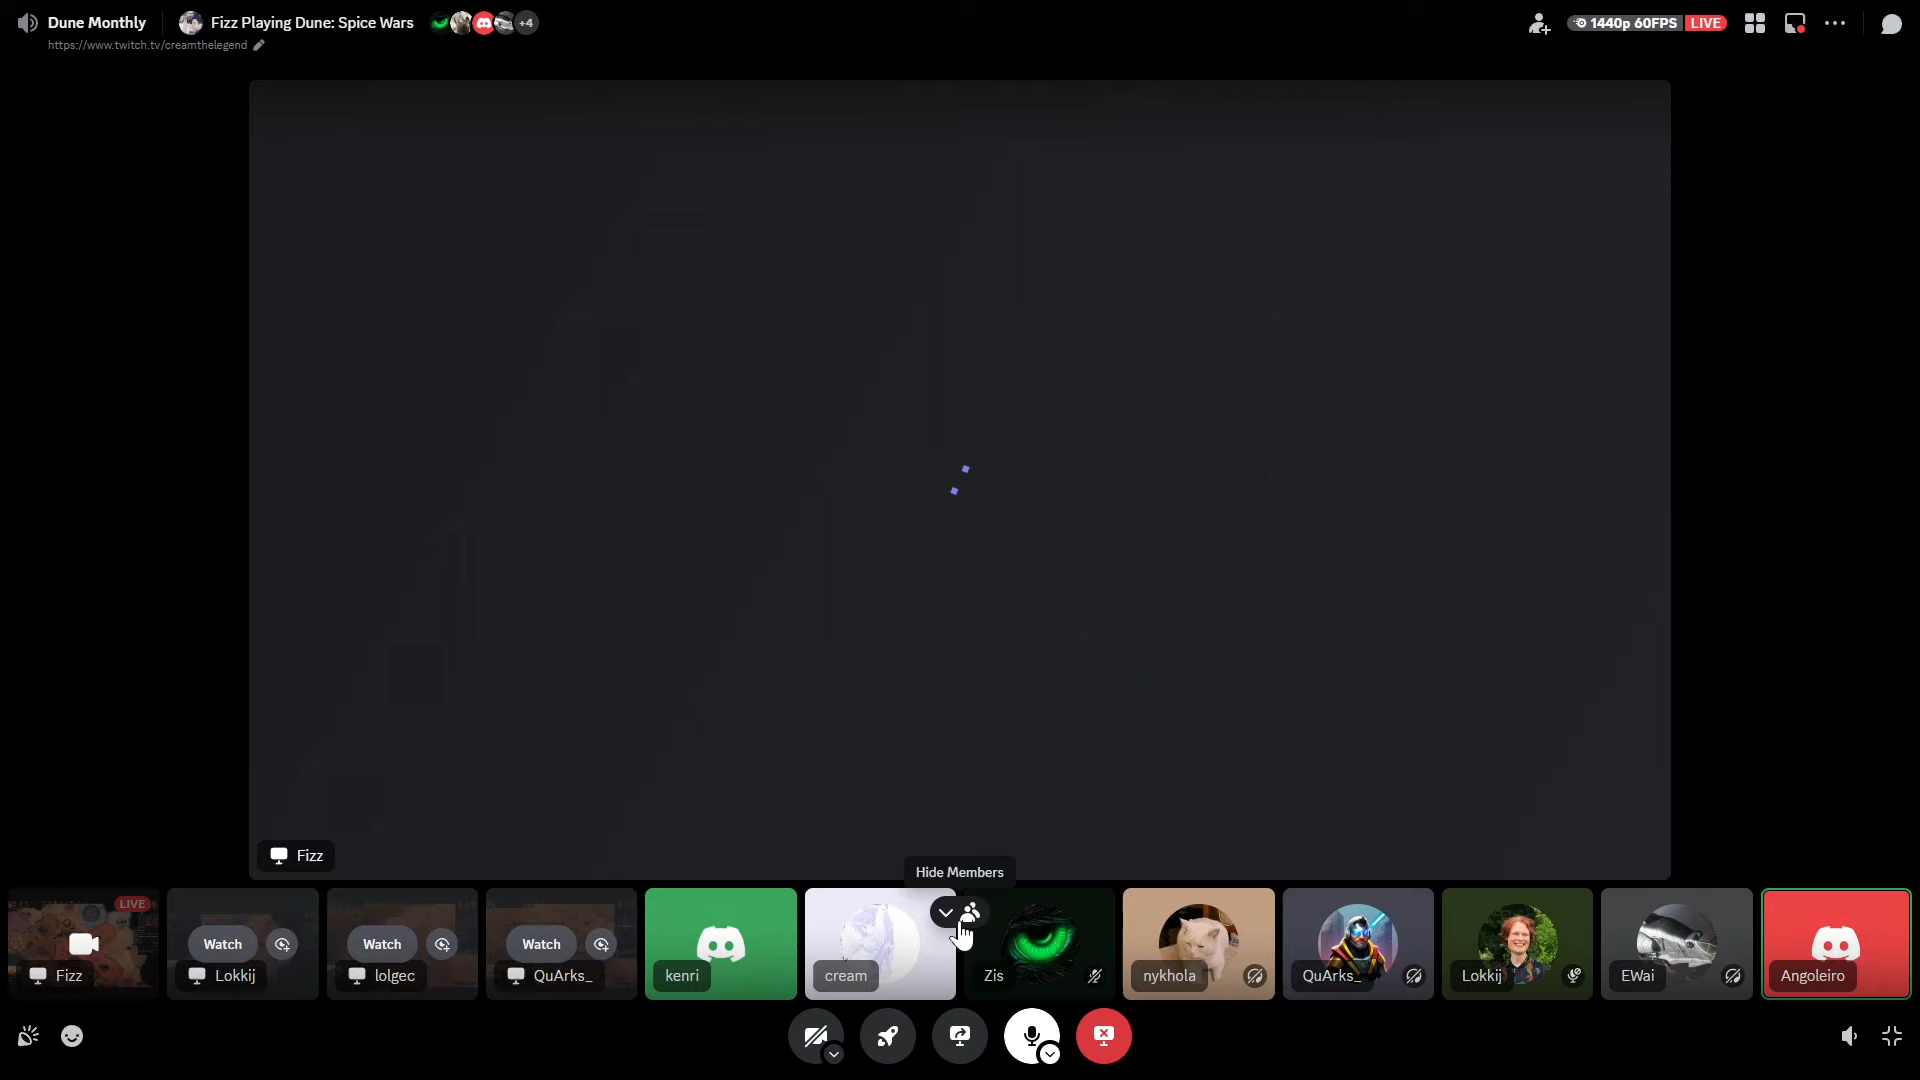 Dune Monthly
Fizz Playing Dune: Spice Wars
+4
1440p 60FPS
LIVE
https://www.twitch.tv/creamthelegend
Fizz
Hide Members
LIVE
Watch
Watch
Watch
Fizz
Lokkij
lolgec
QuArks_
kenri
cream
Zis
nykhola
QuArks_
Lokkij
EWai
Angoleiro